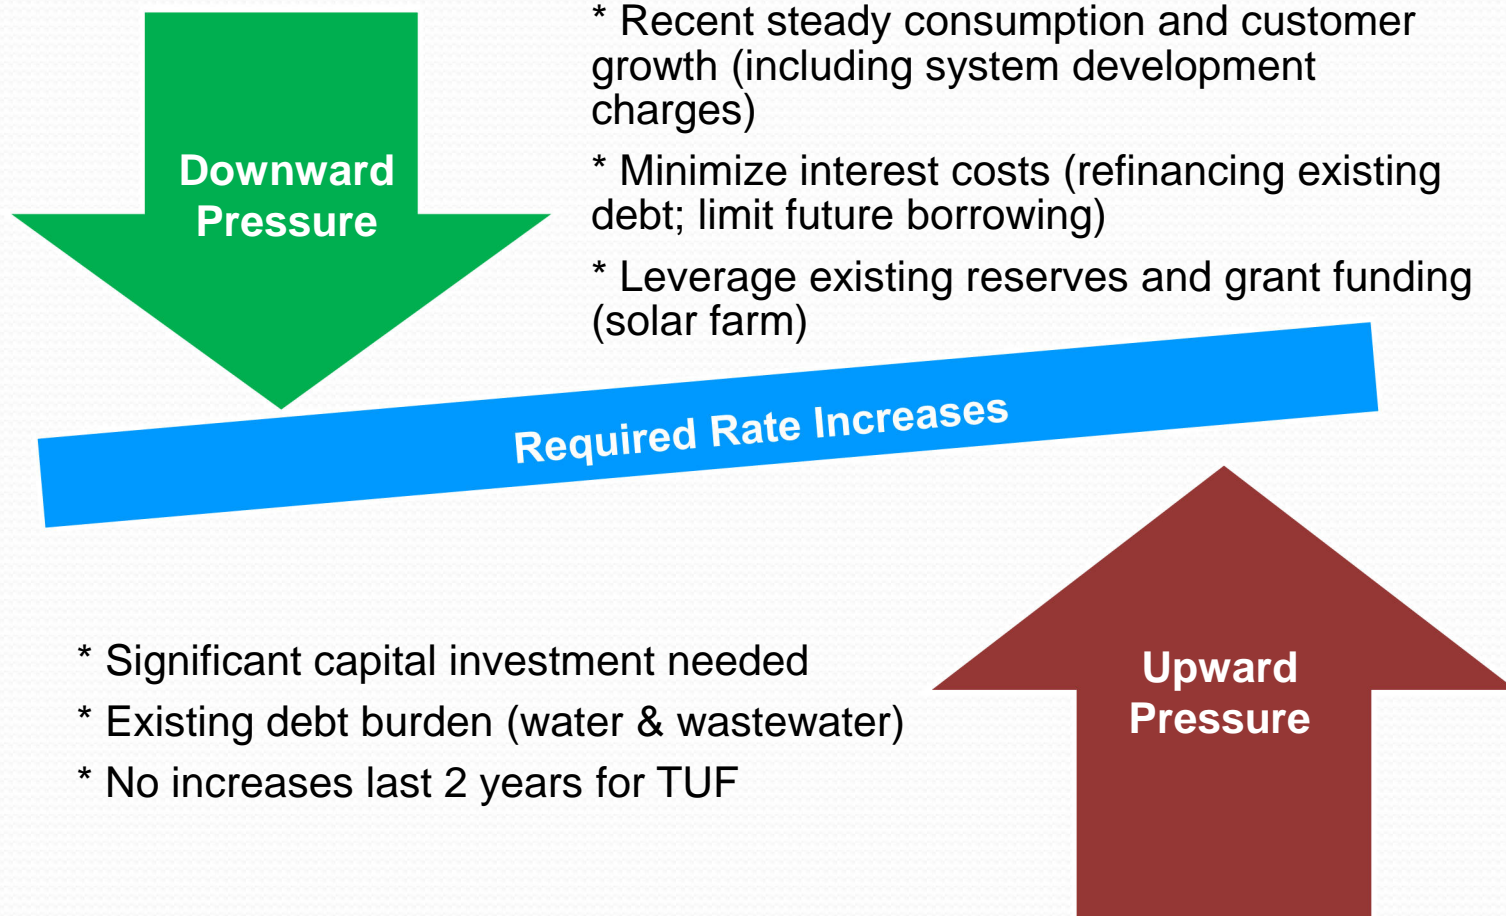 * Recent steady consumption and customer
growth (including system development
charges)
* Minimize interest costs (refinancing existing
debt; limit future borrowing)
* Leverage existing reserves and grant funding
(solar farm)
Downward
Pressure
Required Rate Increases
* Significant capital investment needed
* Existing debt burden (water & wastewater)
* No increases last 2 years for TUF
Upward
Pressure